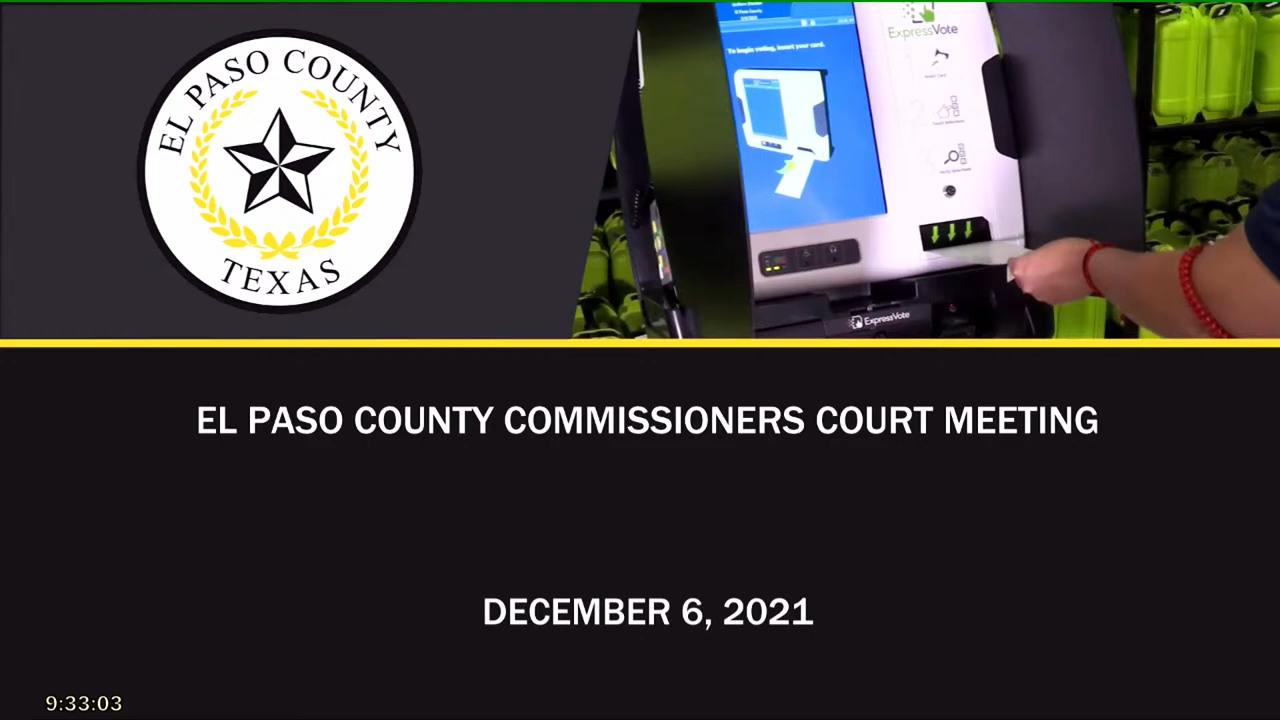 EL PASO COUNTY
TEXAS
To begin voting, insert your card.
ExpressVote
ExpressVote
EL PASO COUNTY COMMISSIONERS COURT MEETING
DECEMBER 6, 2021
9:33:03